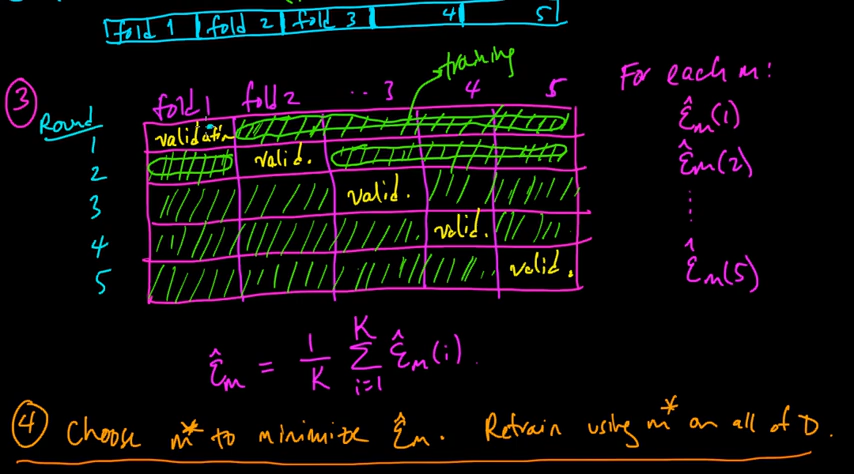 fold 1 fold 2 fold 3 4 5
training
③ fold 1 fold 2 .. 3 4 5 For each m:
Round
1 validation Ê_m(1)
2 valid. Ê_m(2)
3 valid. ⋮
4 valid.
5 valid. Ê_m(5)
Ê_m = 1/K ∑_{i=1}^{K} Ê_m(i).
④ Choose m* to minimize Ê_m. Retrain using m* on all of D.